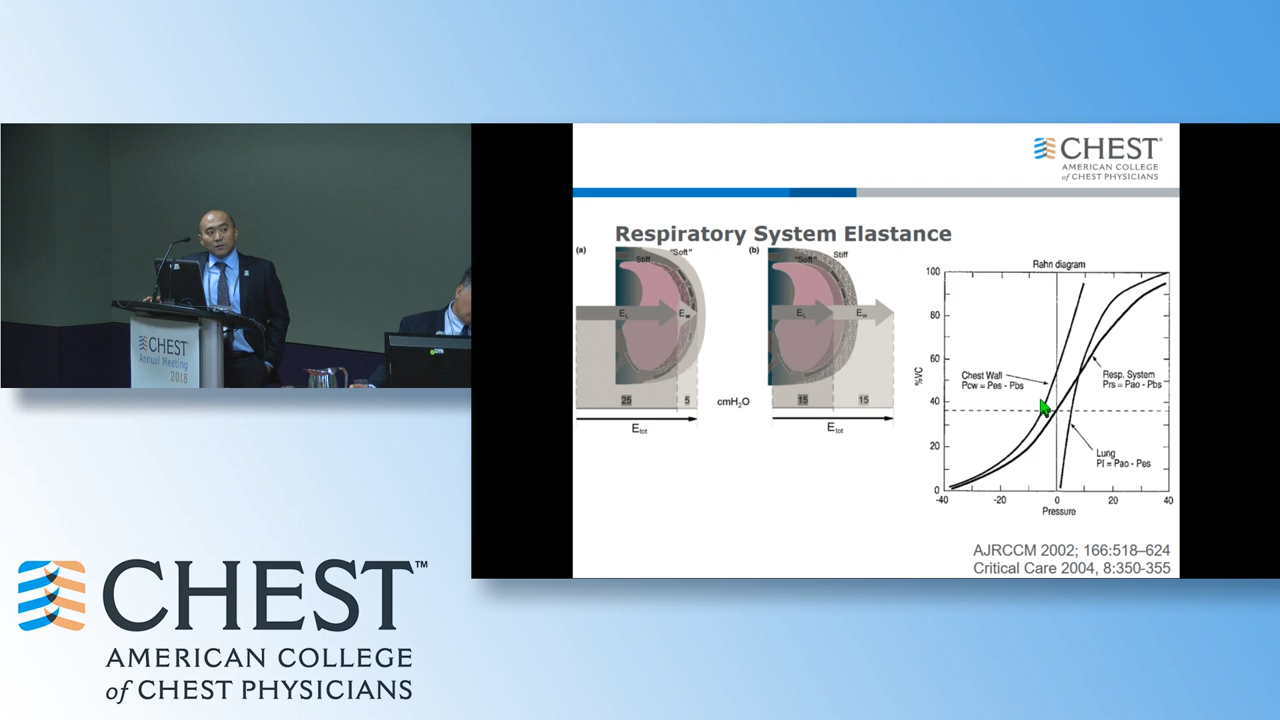 CHEST
Annual Meeting
2018
CHEST™
AMERICAN COLLEGE
of CHEST PHYSICIANS
CHEST®
AMERICAN COLLEGE
of CHEST PHYSICIANS
Respiratory System Elastance
(a)
"Soft"
Stiff
EL
Ew
25
5
Etot
cmH2O
(b)
Stiff
"Soft"
EL
Ew
15
15
Etot
Rahn diagram
100
80
60
40
20
0
%VC
Chest Wall
Pcw = Pes - Pbs
Resp. System
Prs = Pao - Pbs
Lung
Pl = Pao - Pes
-40
-20
0
20
40
Pressure
AJRCCM 2002; 166:518–624
Critical Care 2004, 8:350-355